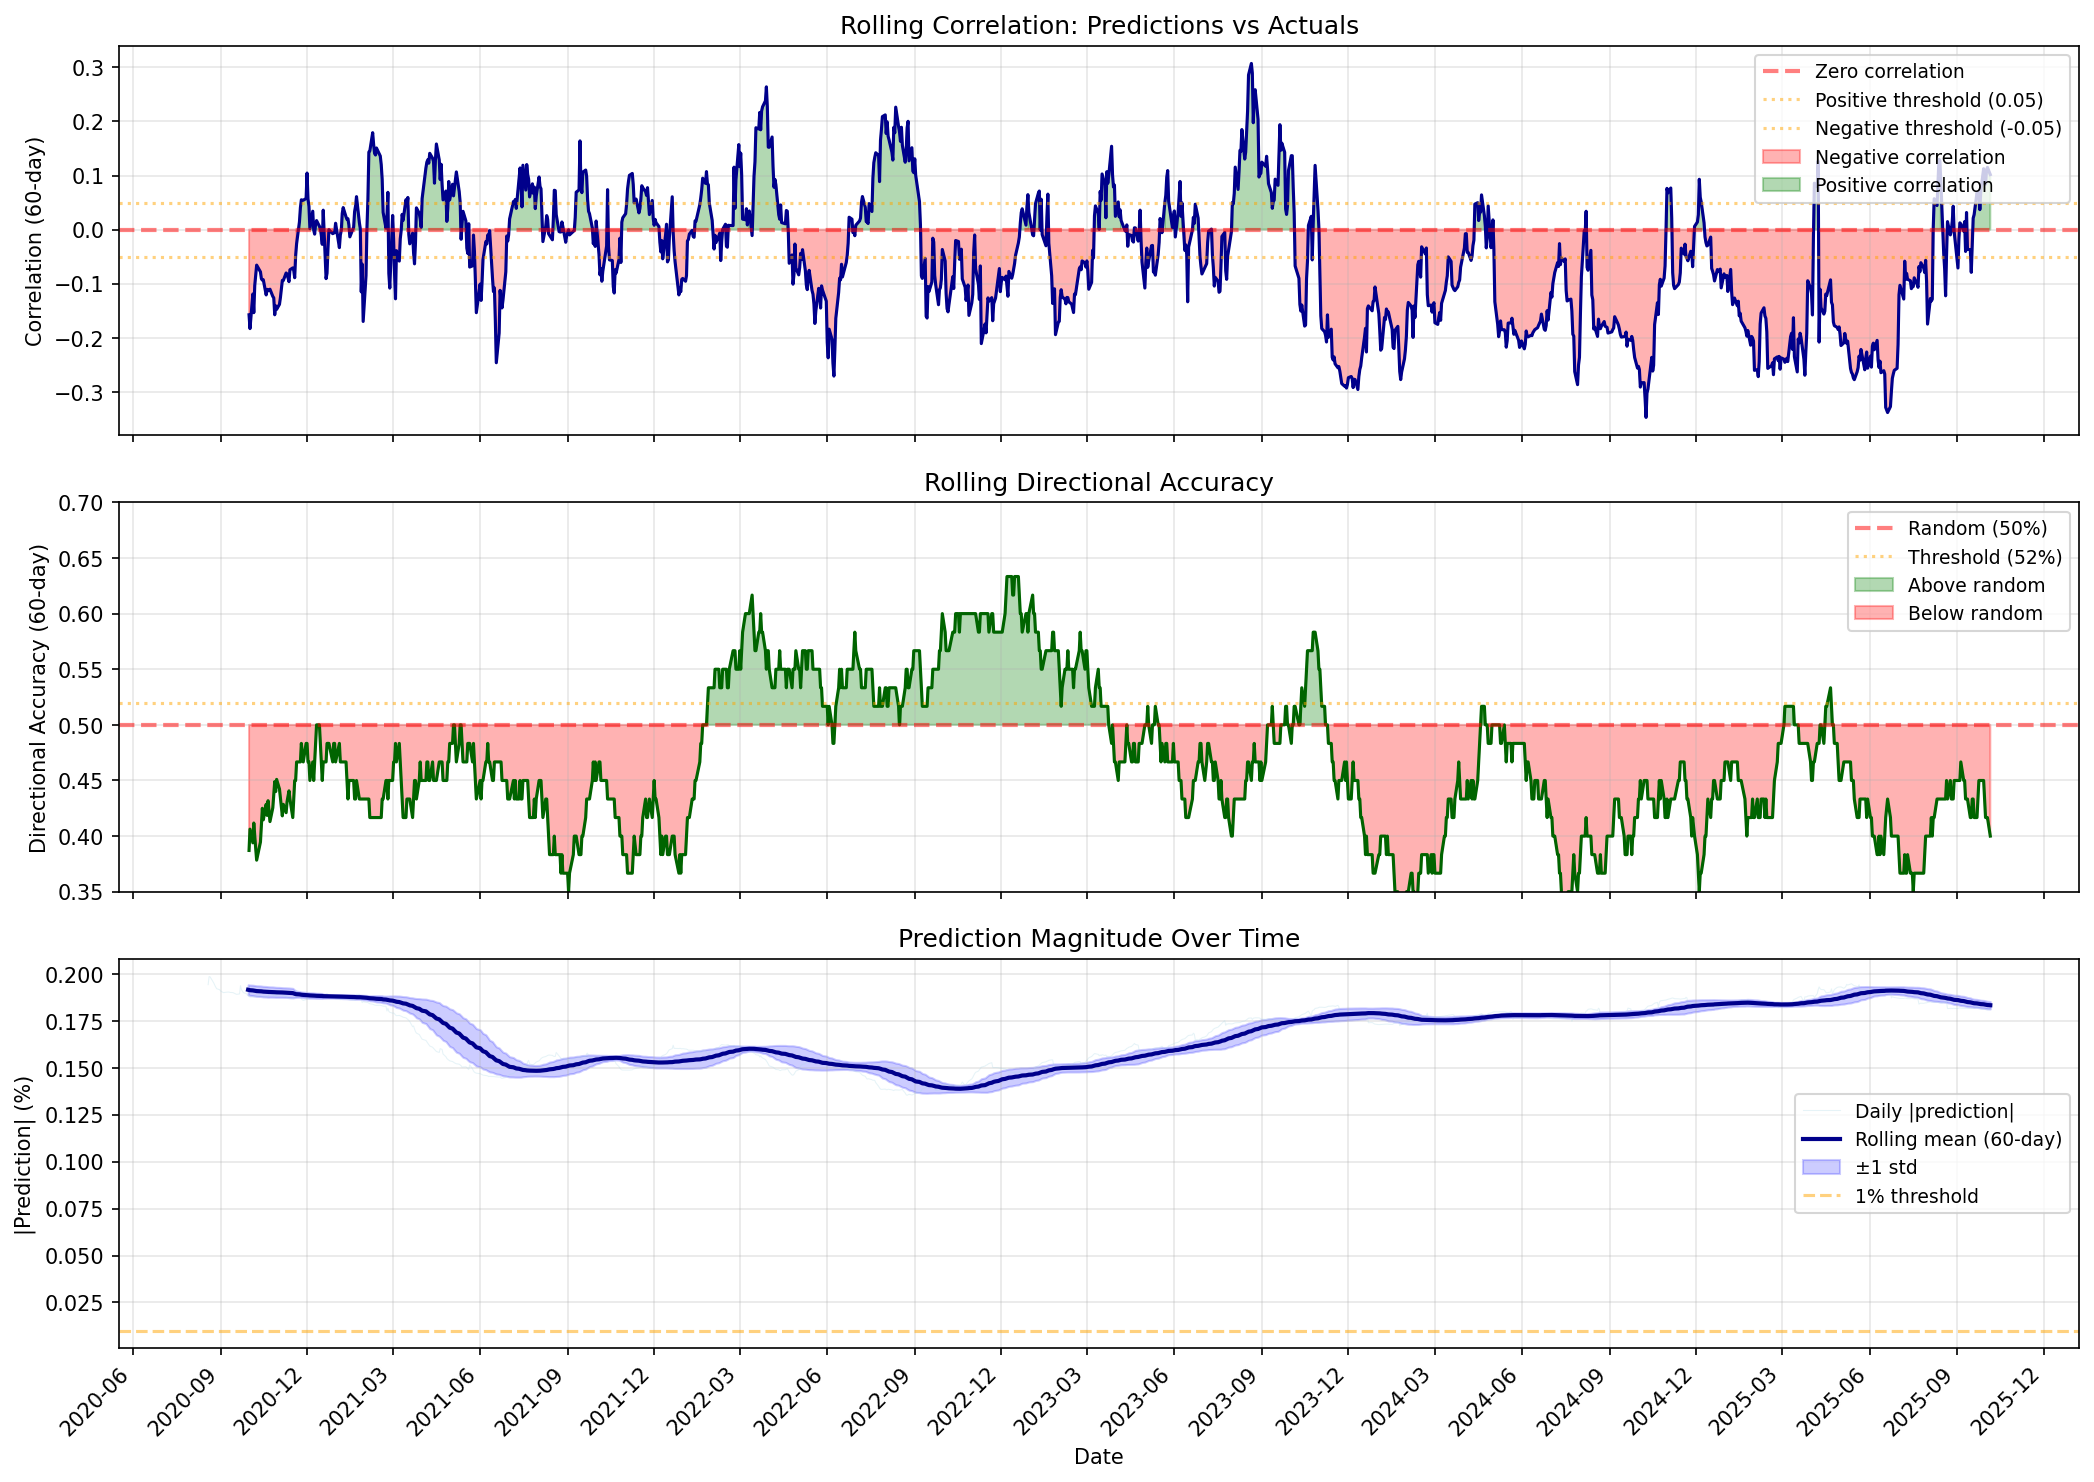 Rolling Correlation: Predictions vs Actuals
Correlation (60-day)
0.3
0.2
0.1
0.0
−0.1
−0.2
−0.3
Zero correlation
Positive threshold (0.05)
Negative threshold (-0.05)
Negative correlation
Positive correlation
Rolling Directional Accuracy
Directional Accuracy (60-day)
0.70
0.65
0.60
0.55
0.50
0.45
0.40
0.35
Random (50%)
Threshold (52%)
Above random
Below random
Prediction Magnitude Over Time
|Prediction| (%)
0.200
0.175
0.150
0.125
0.100
0.075
0.050
0.025
Daily |prediction|
Rolling mean (60-day)
±1 std
1% threshold
2020-06
2020-09
2020-12
2021-03
2021-06
2021-09
2021-12
2022-03
2022-06
2022-09
2022-12
2023-03
2023-06
2023-09
2023-12
2024-03
2024-06
2024-09
2024-12
2025-03
2025-06
2025-09
2025-12
Date